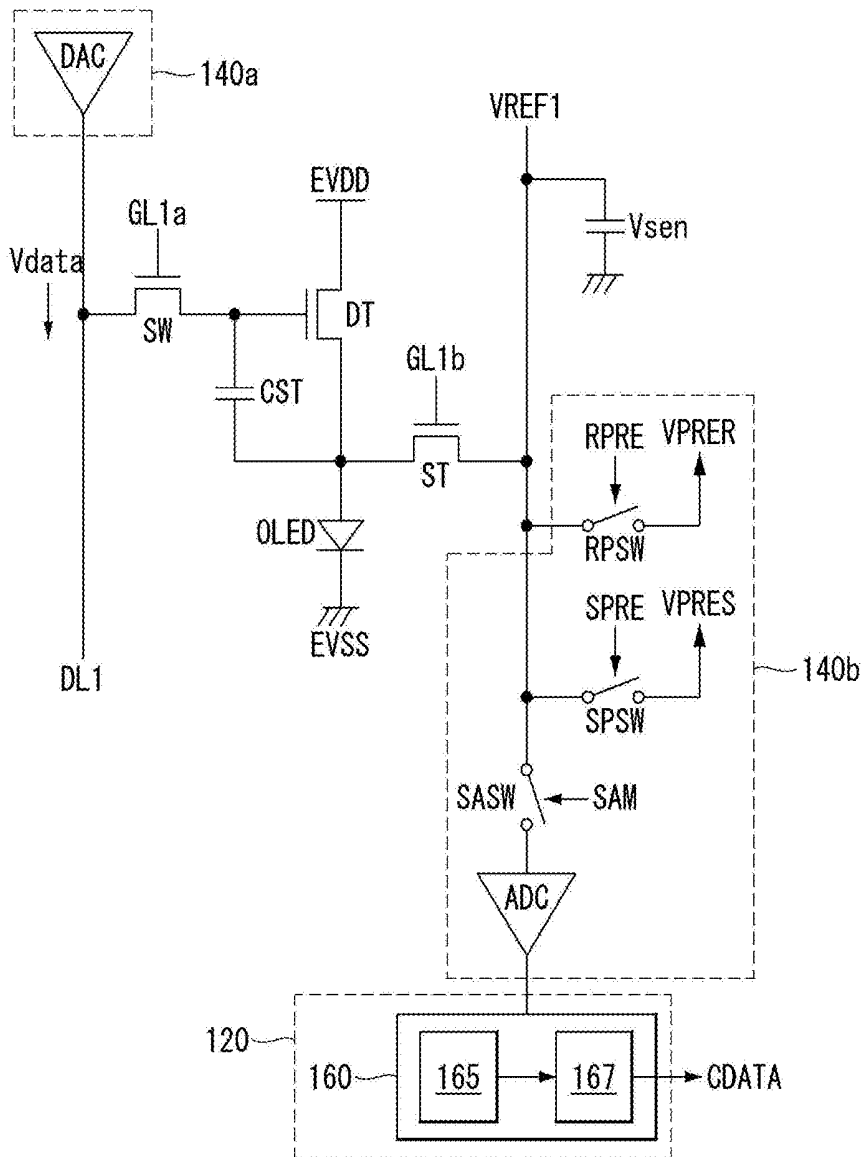 DAC
140a
VREF1
EVDD
GL1a
Vsen
Vdata
DT
SW
GL1b
CST
RPRE
VPRER
ST
OLED
RPSW
SPRE
VPRES
EVSS
140b
DL1
SPSW
SASW
SAM
ADC
120
160
165
167
CDATA